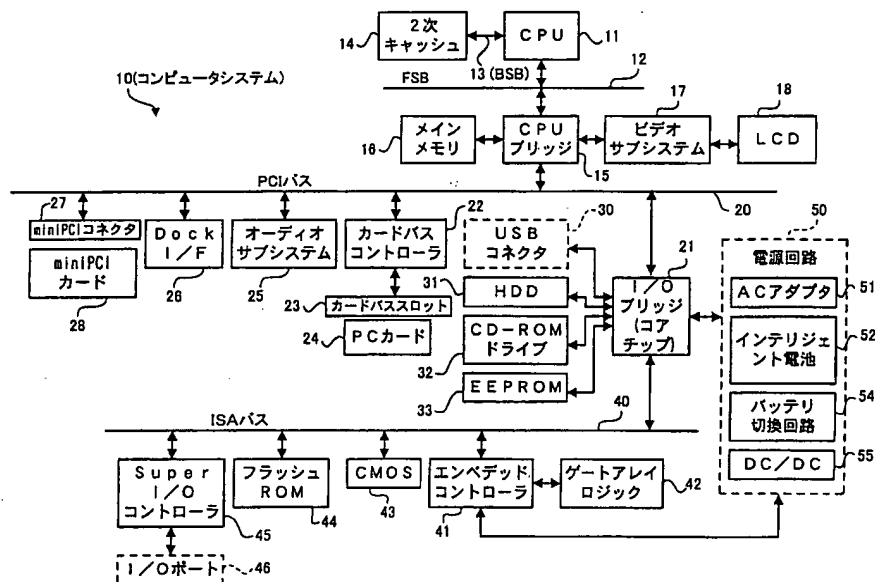 2次
キャッシュ
14
CPU
11
13 (BSB)
FSB
12
10(コンピュータシステム)
17
18
メイン
メモリ
16
CPU
ブリッジ
15
ビデオ
サブシステム
LCD
PCIバス
20
27
miniPCIコネクタ
miniPCI
カード
28
Dock
I/F
26
オーディオ
サブシステム
25
22
カードバス
コントローラ
23
カードバススロット
24
PCカード
30
USB
コネクタ
31
HDD
CD-ROM
ドライブ
32
EEPROM
33
21
I/O
ブリッジ
(コア
チップ)
50
電源回路
ACアダプタ
51
インテリジェ
ント電池
52
バッテリ
切換回路
54
DC/DC
55
ISAバス
40
Super
I/O
コントローラ
45
フラッシュ
ROM
44
CMOS
43
エンベデッド
コントローラ
41
ゲートアレイ
ロジック
42
I/Oポート
46